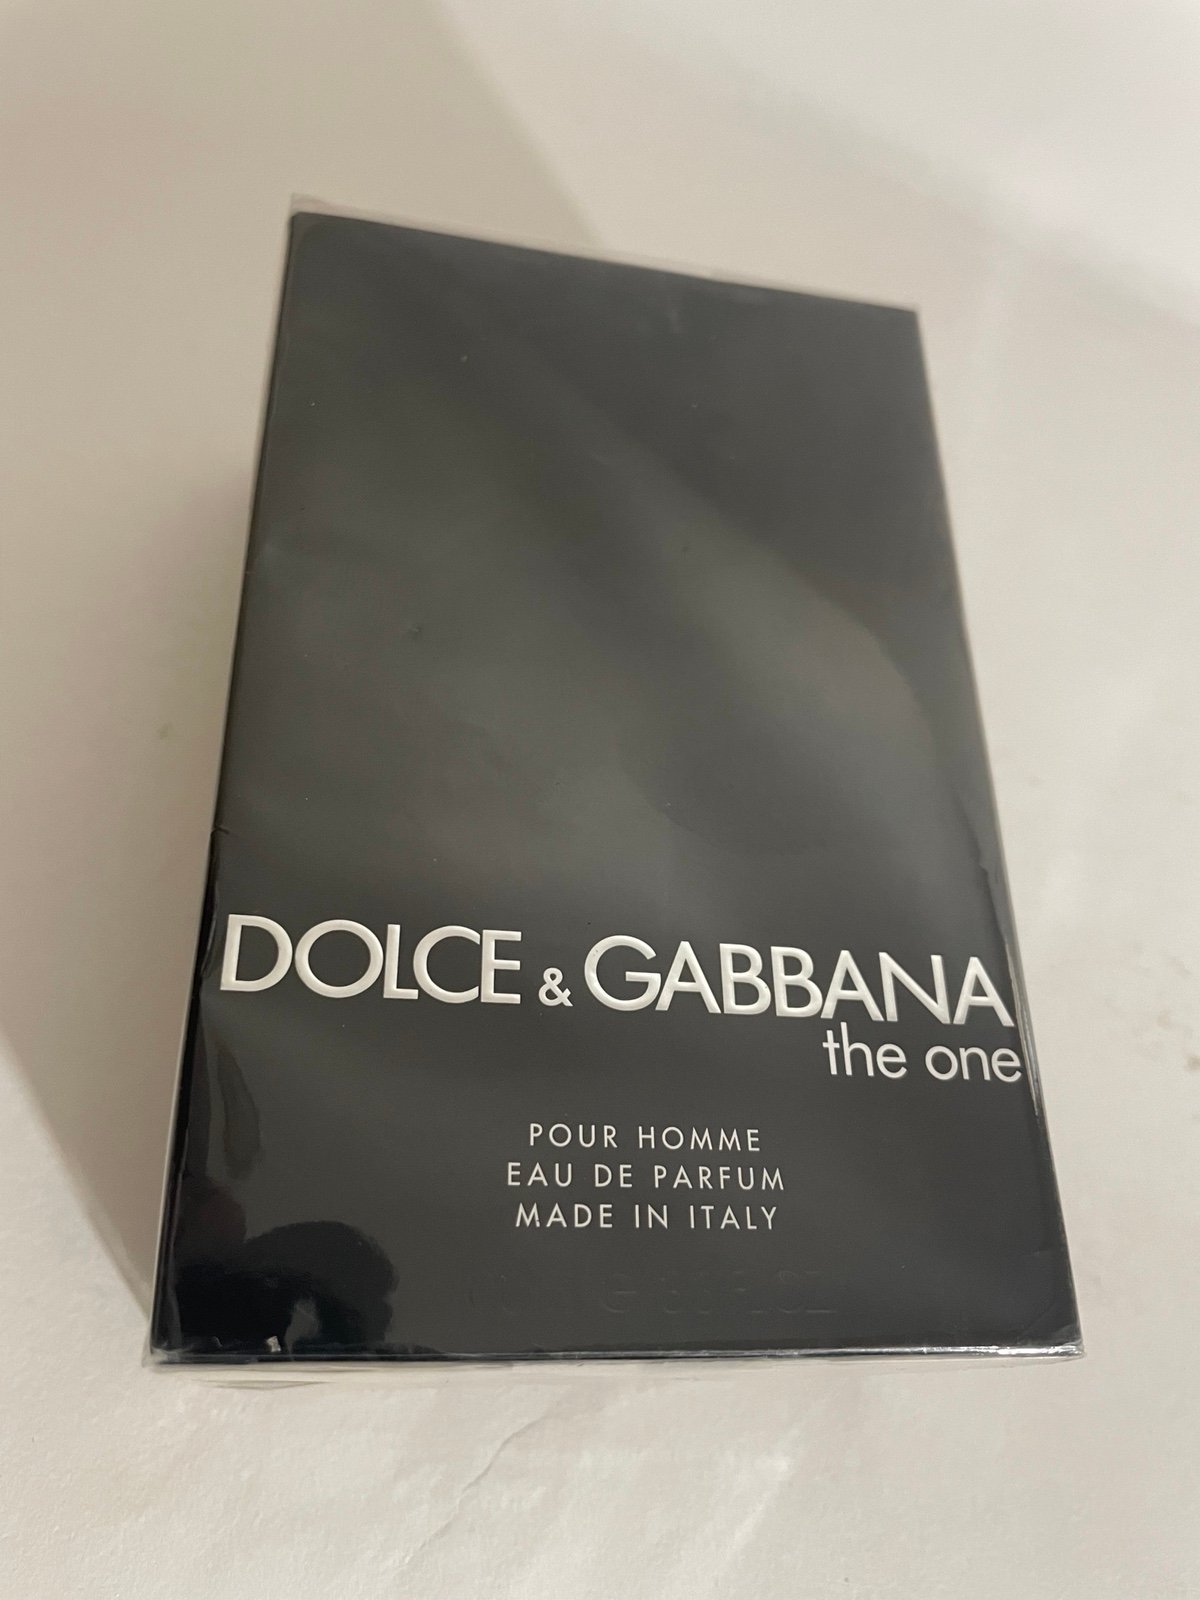 DOLCE & GABBANA
the one
POUR HOMME
EAU DE PARFUM
MADE IN ITALY